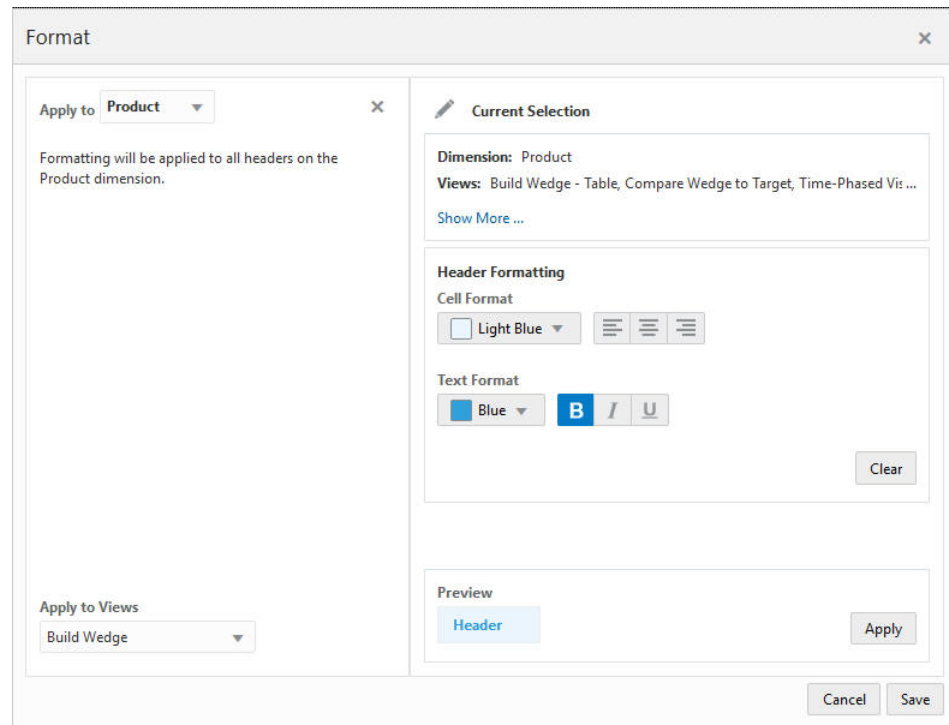 Format
Apply to Product
Formatting will be applied to all headers on the
Product dimension.
Apply to Views
Build Wedge
Current Selection
Dimension: Product
Views: Build Wedge - Table, Compare Wedge to Target, Time-Phased Vis ...
Show More ...
Header Formatting
Cell Format
Light Blue
Text Format
Blue B I U
Clear
Preview
Header
Apply
Cancel Save